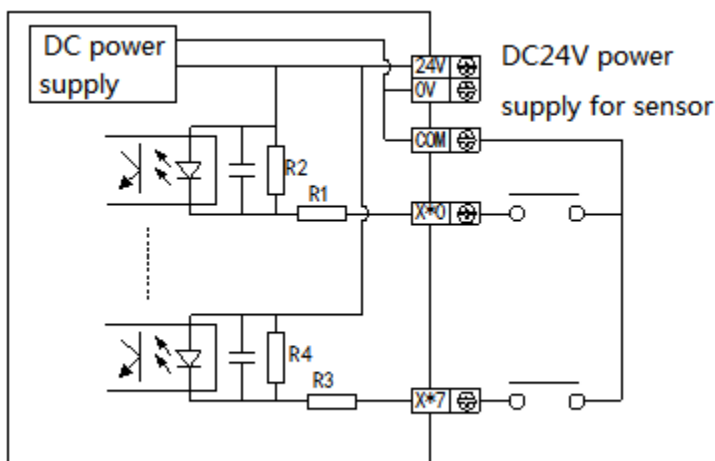 DC power
supply
24V
0V
COM
DC24V power
supply for sensor
R2
R1
X*0
R4
R3
X*7